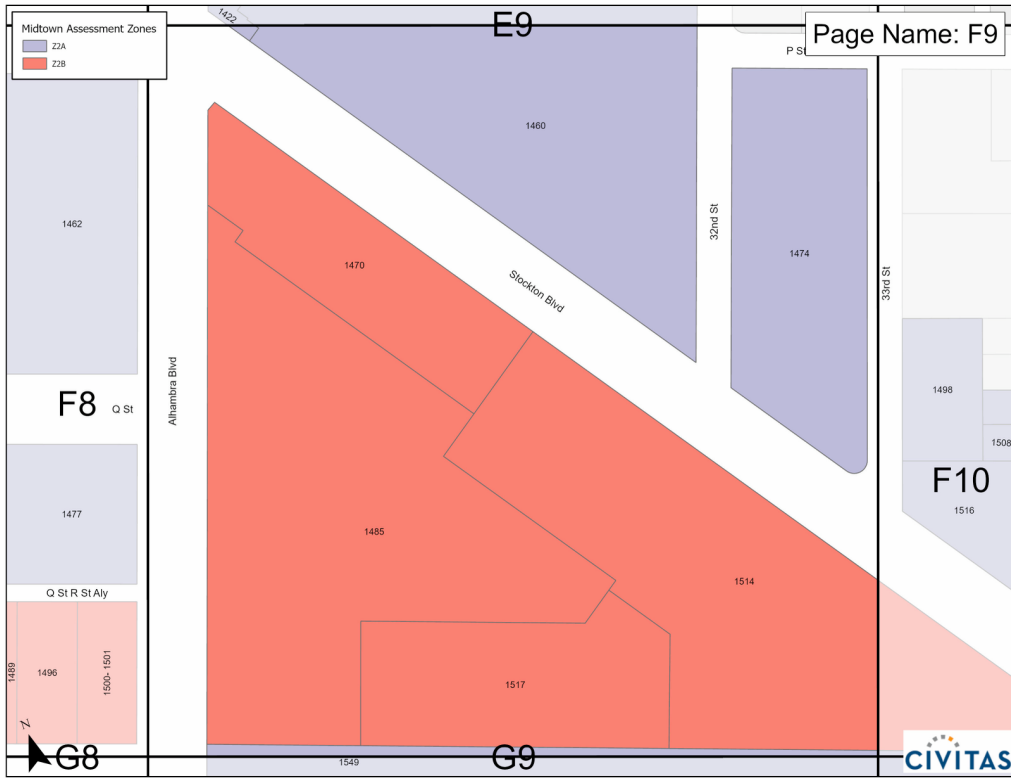 Midtown Assessment Zones
Z2A
Z2B
1422
E9
Page Name: F9
P St
1460
1462
32nd St
1474
1470
Stockton Blvd
33rd St
Alhambra Blvd
F8
Q St
1498
1508
F10
1516
1477
1485
1514
Q St R St Aly
1489
1496
1500- 1501
1517
N
G8
G9
1549
CIVITAS